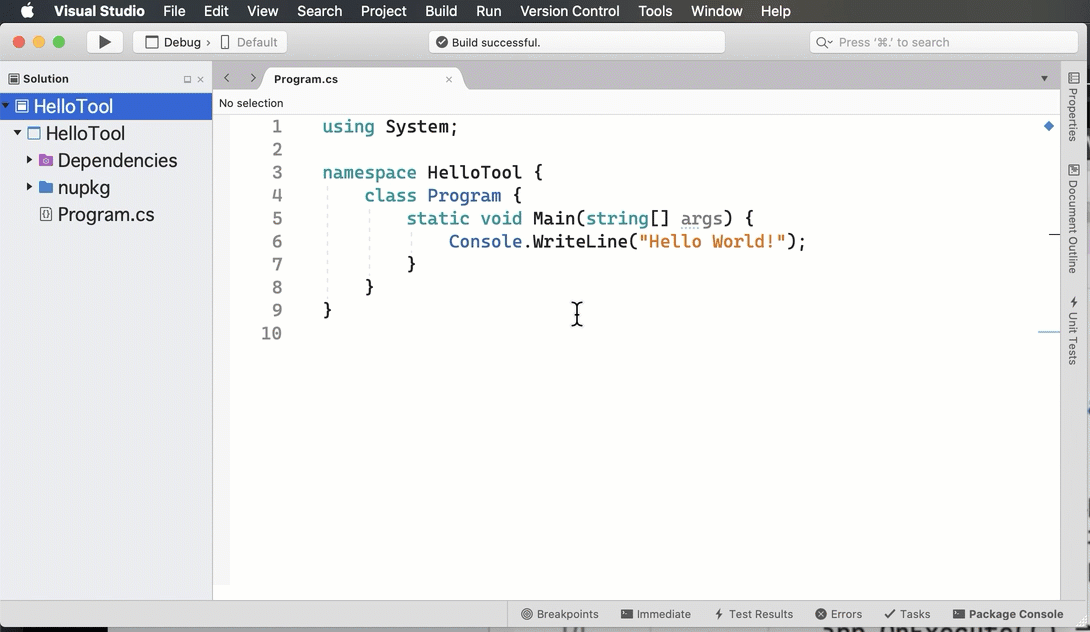 Visual Studio File Edit View Search Project Build Run Version Control Tools Window Help
Debug › Default
Build successful.
Press ‘⌘.’ to search
Solution
Program.cs
No selection
HelloTool
HelloTool
Dependencies
nupkg
Program.cs
1 using System;
2
3 namespace HelloTool {
4 class Program {
5 static void Main(string[] args) {
6 Console.WriteLine("Hello World!");
7 }
8 }
9 }
10
Properties
Document Outline
Unit Tests
Breakpoints Immediate Test Results Errors Tasks Package Console